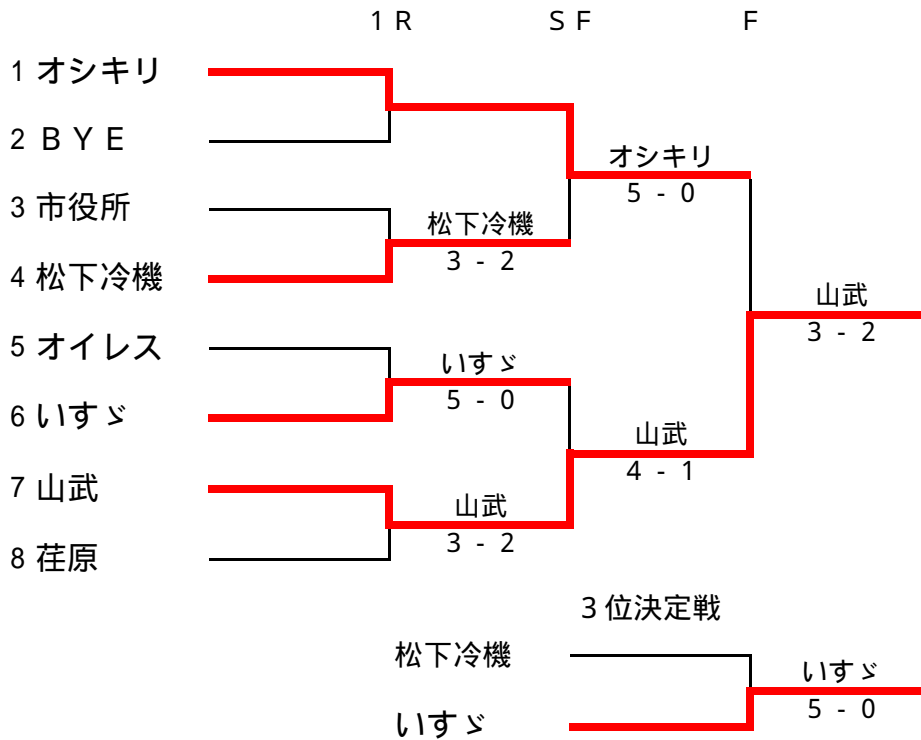 1 R S F F
1 オシキリ
2 B Y E
オシキリ
5 - 0
3 市役所
松下冷機
3 - 2
4 松下冷機
山武
3 - 2
5 オイレス
いすゞ
5 - 0
6 いすゞ
山武
4 - 1
7 山武
山武
3 - 2
8 荏原
3 位決定戦
松下冷機
いすゞ
5 - 0
いすゞ